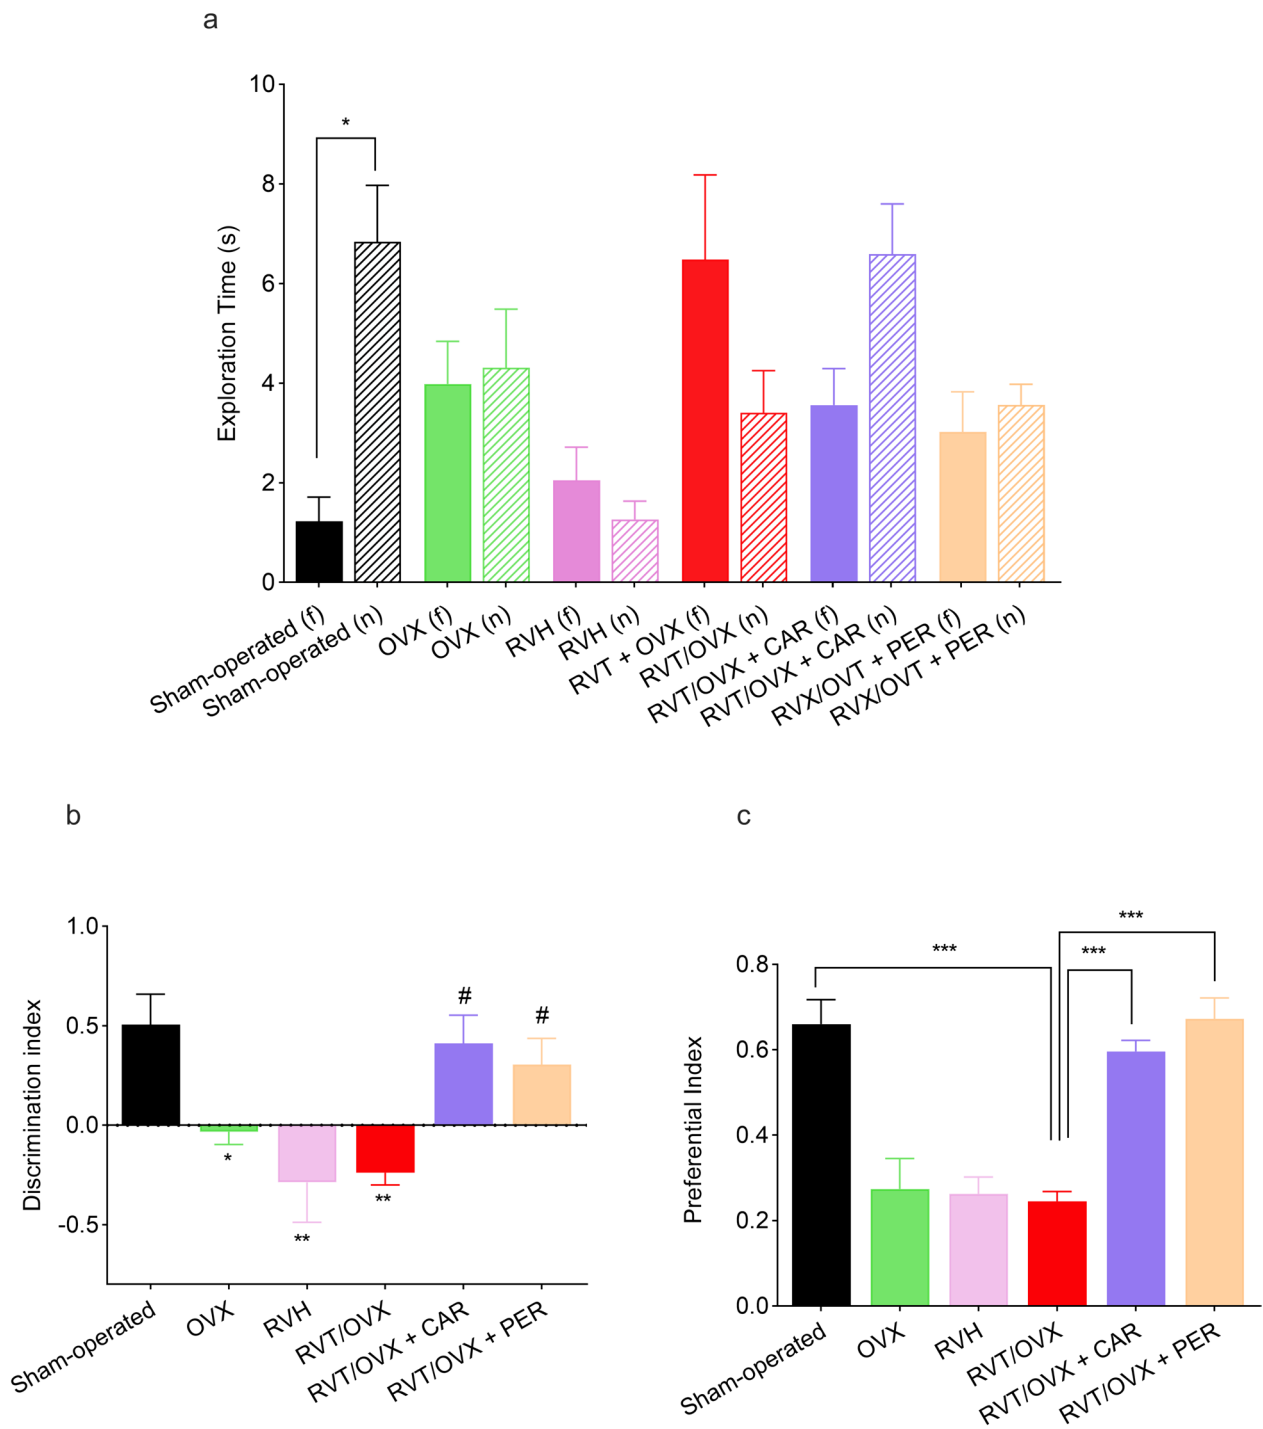 a
10
8
6
4
2
0
Exploration Time (s)
*
Sham-operated (f)
Sham-operated (n)
OVX (f)
OVX (n)
RVH (f)
RVH (n)
RVT + OVX (f)
RVT/OVX (n)
RVT/OVX + CAR (f)
RVT/OVX + CAR (n)
RVX/OVT + PER (f)
RVX/OVT + PER (n)
b
1.0
0.5
0.0
-0.5
Discrimination index
*
**
**
#
#
Sham-operated
OVX
RVH
RVT/OVX
RVT/OVX + CAR
RVT/OVX + PER
c
0.8
0.6
0.4
0.2
0.0
Preferential Index
***
***
***
Sham-operated
OVX
RVH
RVT/OVX
RVT/OVX + CAR
RVT/OVX + PER